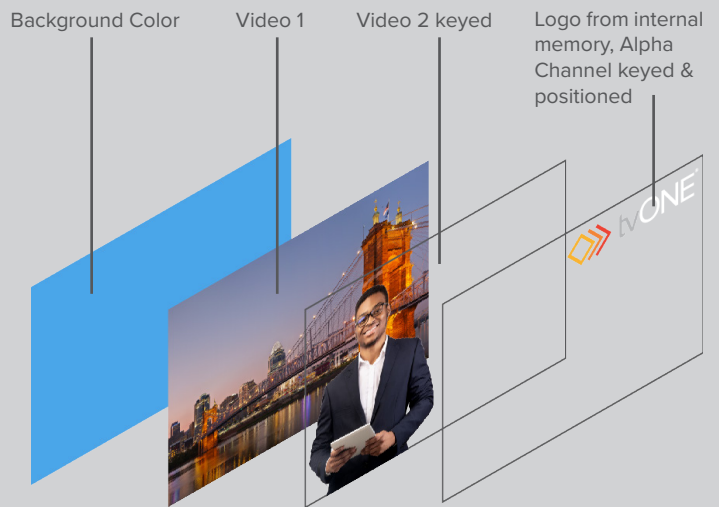 Background Color
Video 1
Video 2 keyed
Logo from internal
memory, Alpha
Channel keyed &
positioned
tvONE